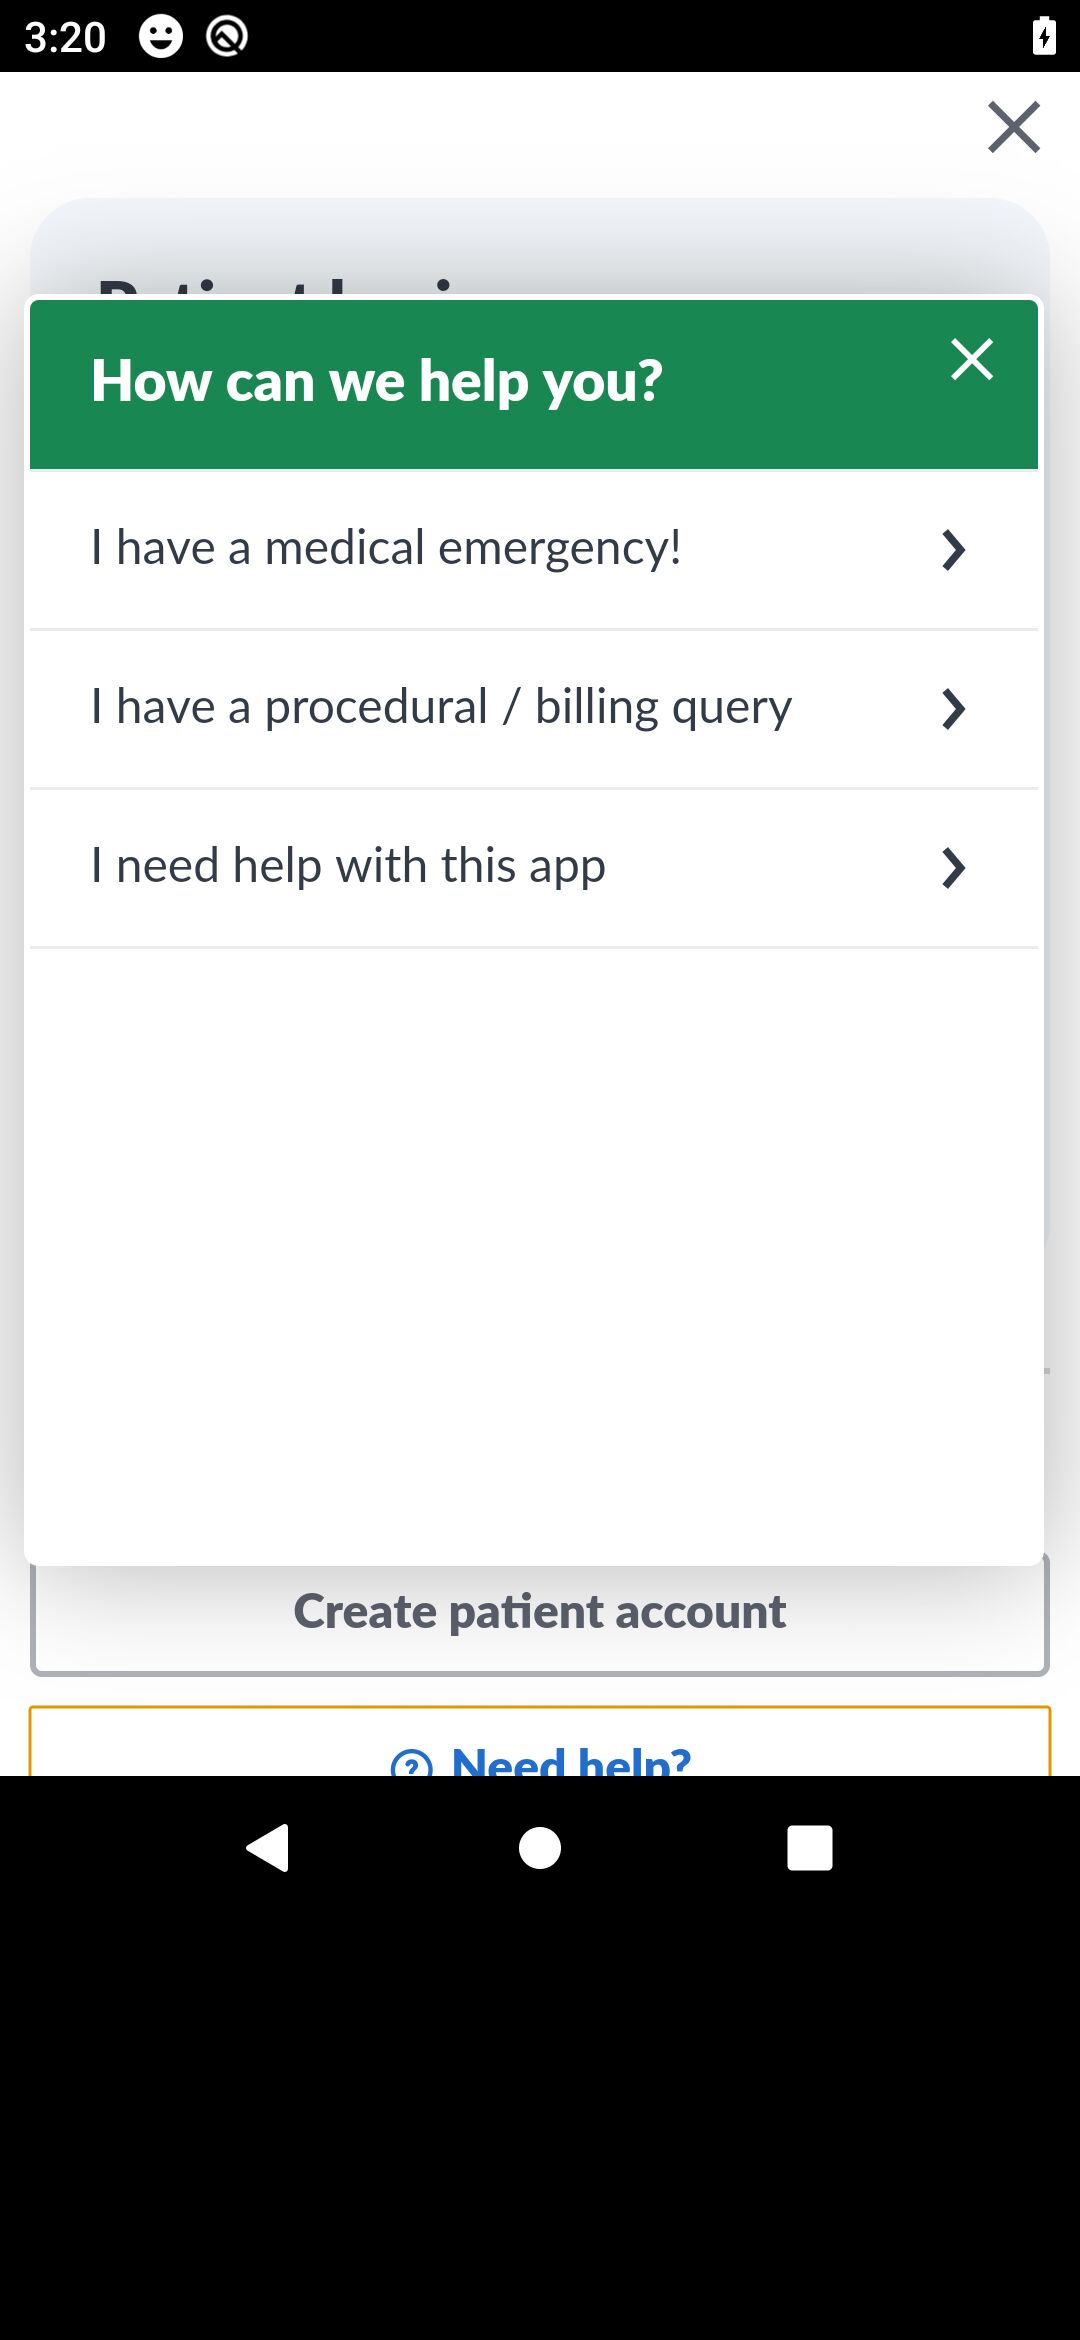 3:20
How can we help you?
I have a medical emergency!
I have a procedural / billing query
I need help with this app
Create patient account
Need help?